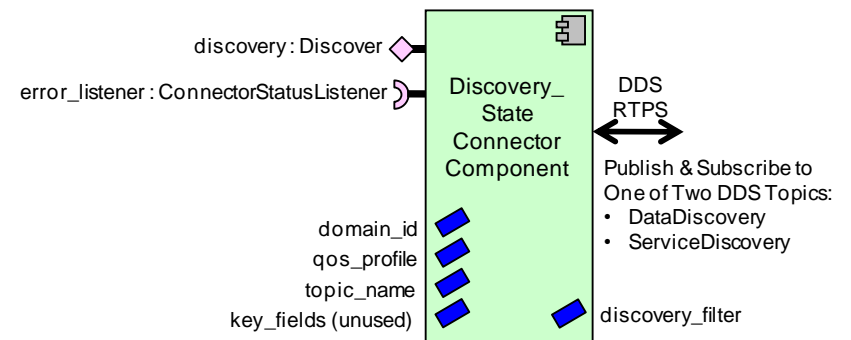 discovery : Discover
error_listener : ConnectorStatusListener
Discovery_
State
Connector
Component
DDS
RTPS
Publish & Subscribe to
One of Two DDS Topics:
• DataDiscovery
• ServiceDiscovery
domain_id
qos_profile
topic_name
key_fields (unused)
discovery_filter